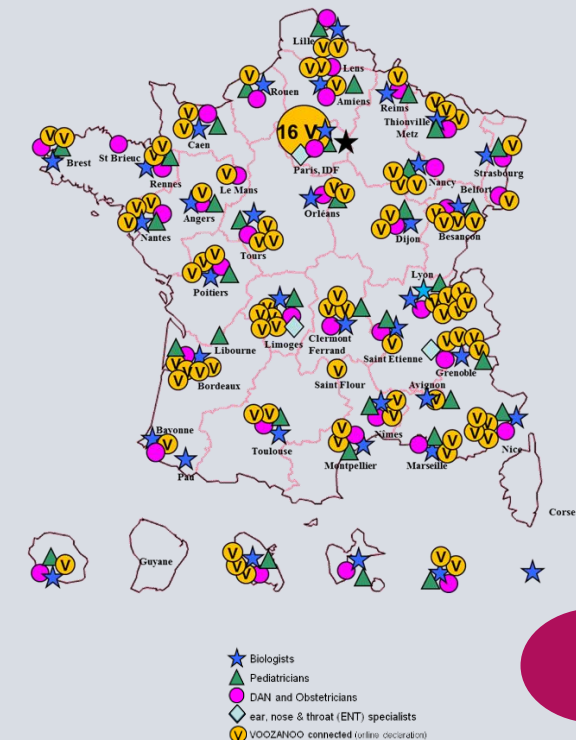 Lille
V V
V V Lens
V Rouen
V Amiens
V Reims
V V V V Thionville
Metz
V V Caen
16 V
Paris, IDF
V V Brest
St Brieuc
V V Rennes
V Le Mans
V V V V Nancy
V Strasbourg
Belfort
V
V V V V Nantes
V Angers
V V Orléans
V V V Tours
V V Dijon
V V V V Besancon
V V V Poitiers
Lyon
V V V V V V V
V V V V V V Limoges
V V V V Clermont
Ferrand
V Saint Etienne
V V V V V Grenoble
Libourne
V V V V V Bordeaux
V Saint Flour
Avignon
V
V V Nimes
V V Toulouse
V V Montpellier
V V Marseille
V V V V Nice
Bayonne
V
Pau
Corse
V
Guyane
V V V V
V V
Biologists
Pediatricians
DAN and Obstetricians
ear, nose & throat (ENT) specialists
V VOOZANOO connected (online declaration)